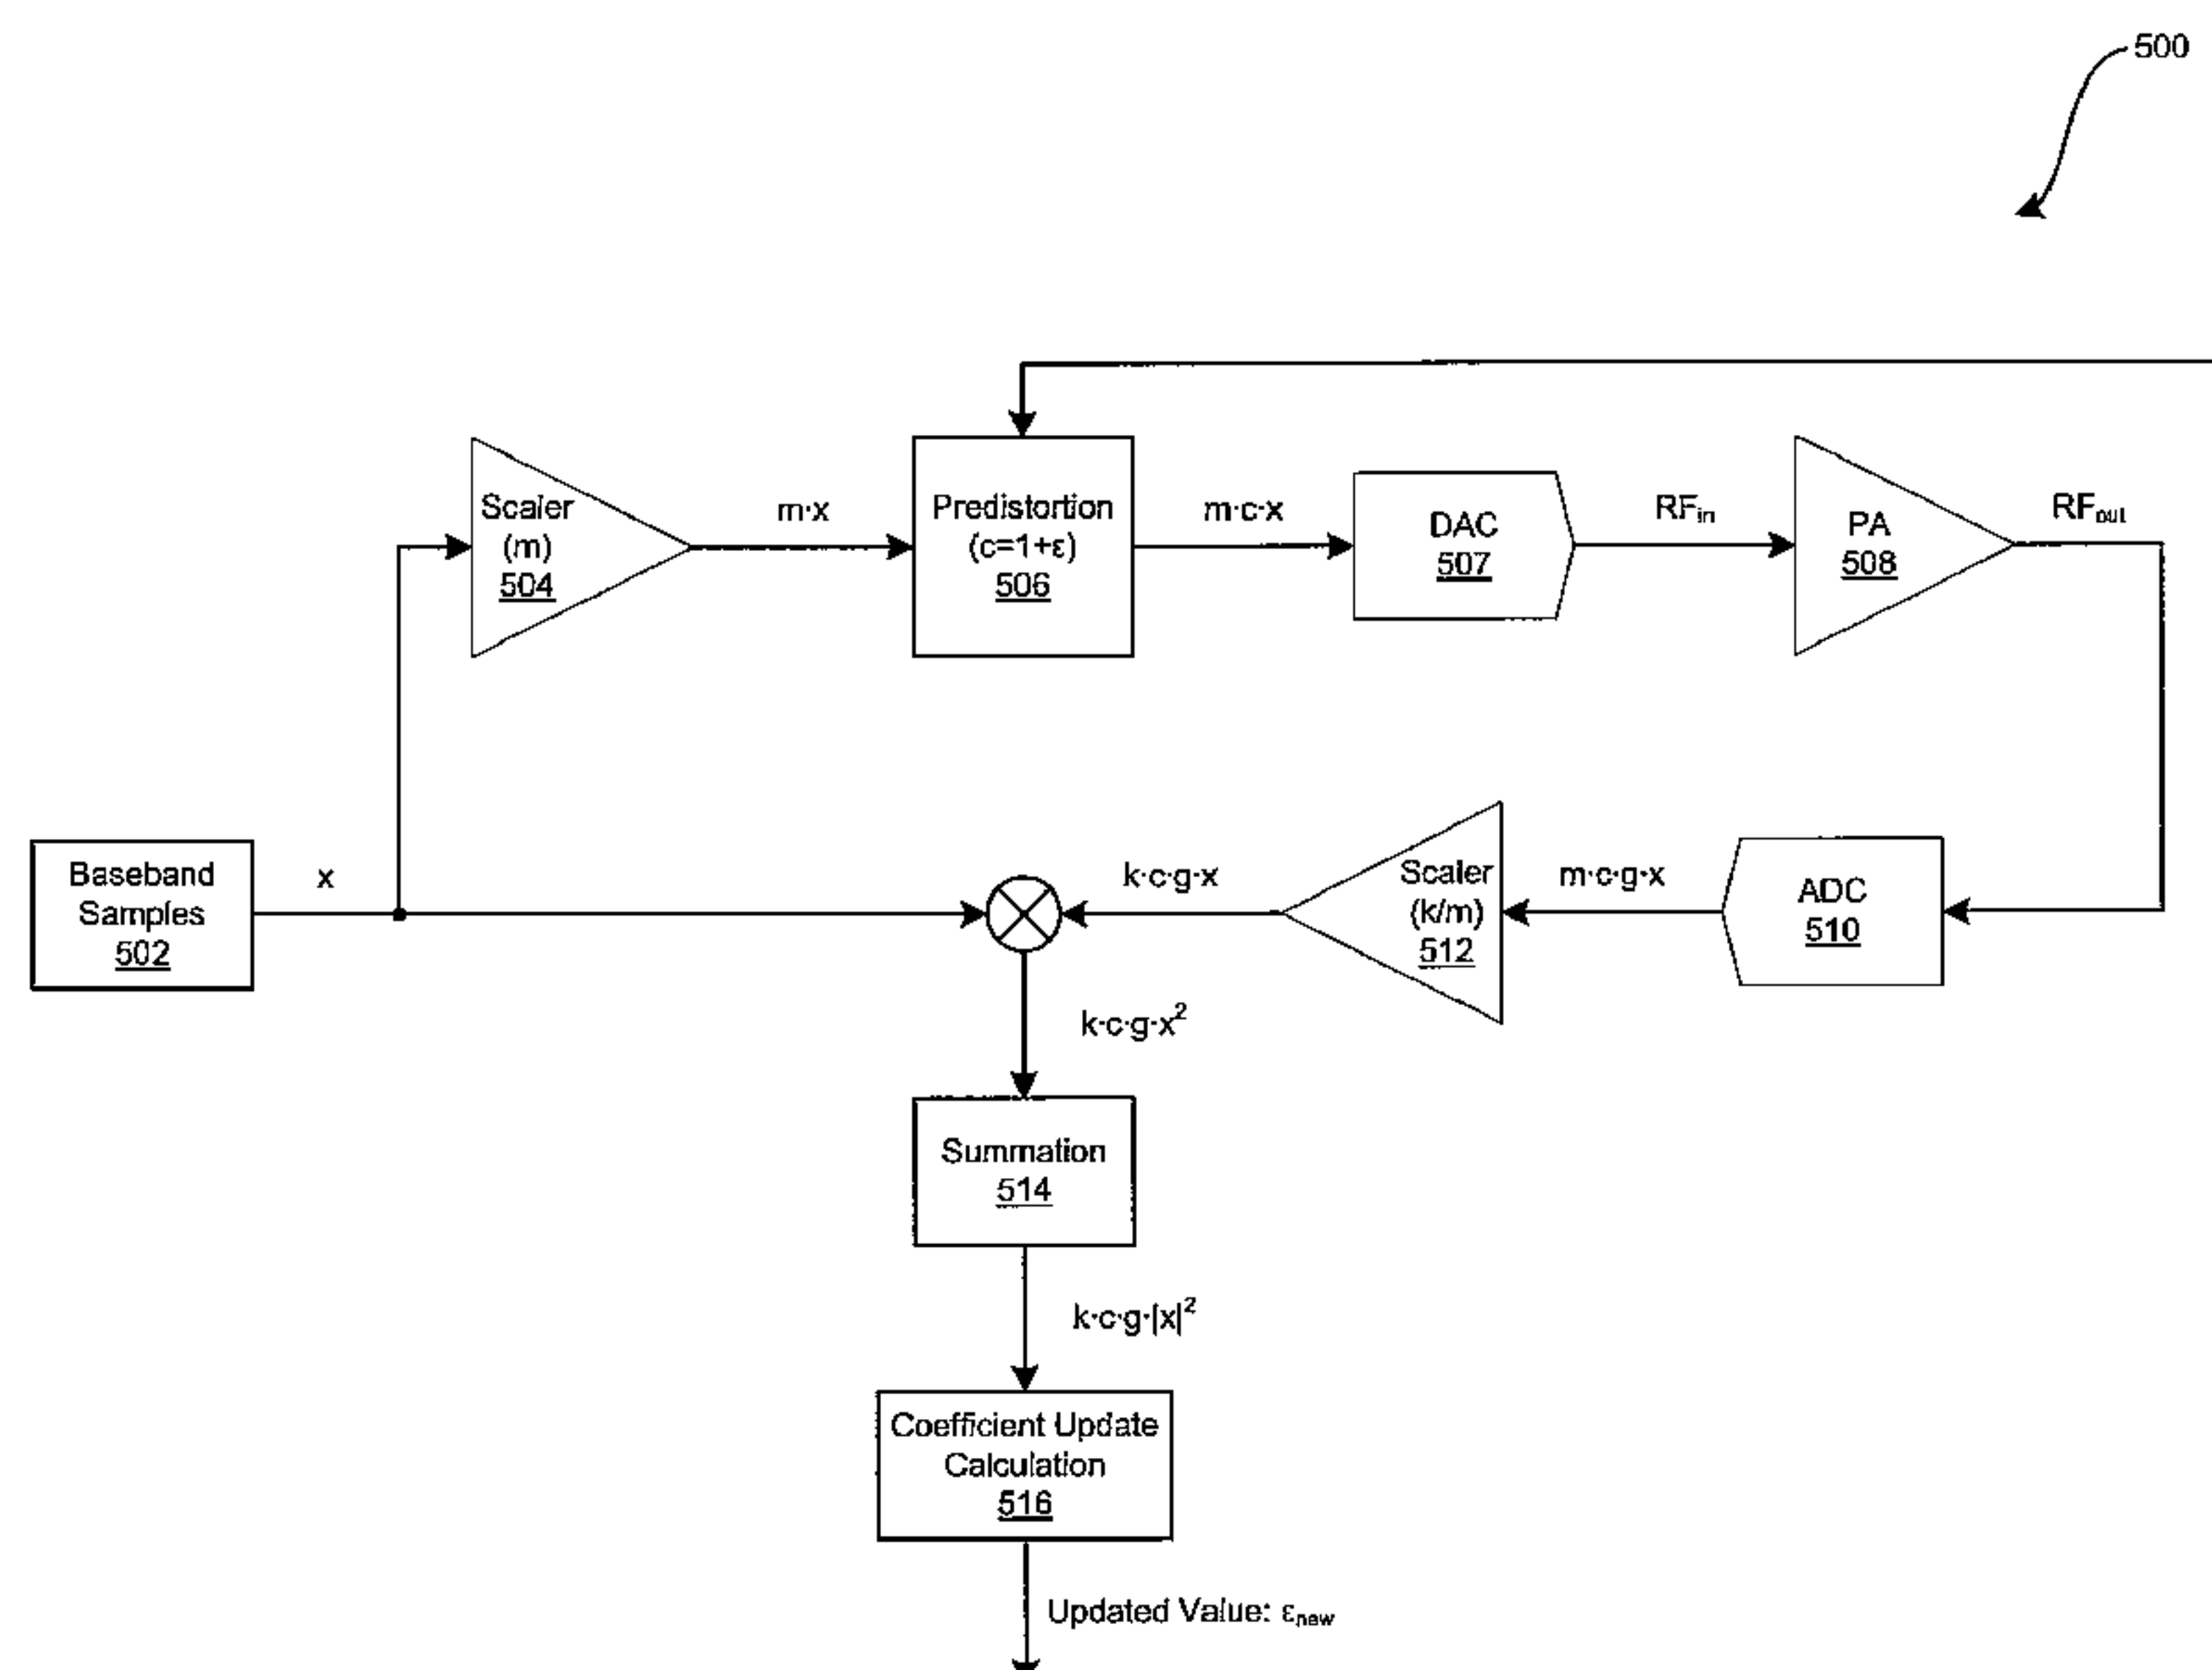 500
Scaler
(m)
504
m·x
Predistortion
(c=1+ε)
506
m·c·x
DAC
507
RFin
PA
508
RFout
Baseband
Samples
502
x
k·c·g·x
Scaler
(k/m)
512
m·c·g·x
ADC
510
k·c·g·x²
Summation
514
k·c·g·|x|²
Coefficient Update
Calculation
516
Updated Value: εnew